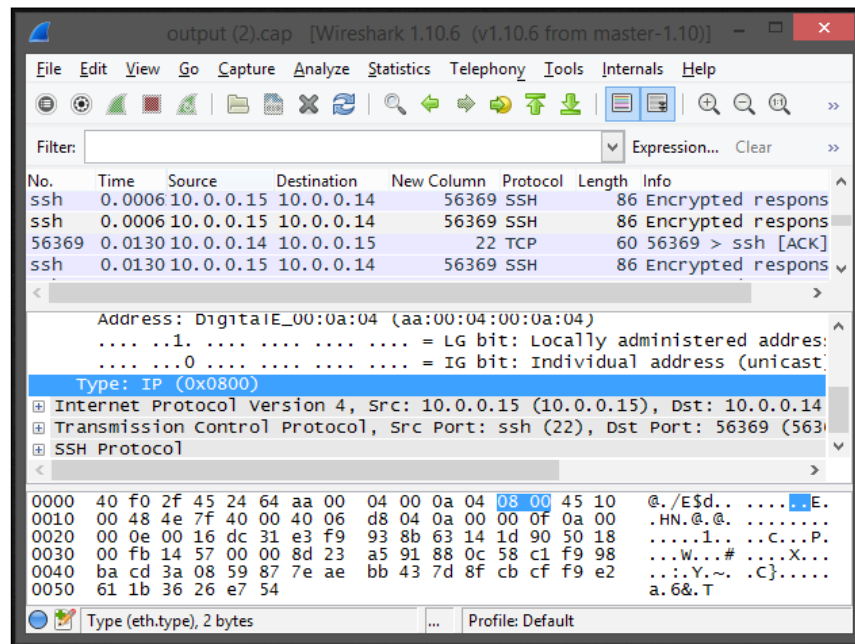 output (2).cap [Wireshark 1.10.6 (v1.10.6 from master-1.10)]
File Edit View Go Capture Analyze Statistics Telephony Tools Internals Help
Filter: Expression... Clear
No. Time Source Destination New Column Protocol Length Info
ssh 0.0006 10.0.0.15 10.0.0.14 56369 SSH 86 Encrypted respons
ssh 0.0006 10.0.0.15 10.0.0.14 56369 SSH 86 Encrypted respons
56369 0.0130 10.0.0.14 10.0.0.15 22 TCP 60 56369 > ssh [ACK]
ssh 0.0130 10.0.0.15 10.0.0.14 56369 SSH 86 Encrypted respons
Address: DigitalE_00:0a:04 (aa:00:04:00:0a:04)
.... ..1. .... .... .... .... = LG bit: Locally administered addres
.... ...0 .... .... .... .... = IG bit: Individual address (unicast)
Type: IP (0x0800)
Internet Protocol Version 4, Src: 10.0.0.15 (10.0.0.15), Dst: 10.0.0.14
Transmission Control Protocol, Src Port: ssh (22), Dst Port: 56369 (563
SSH Protocol
0000 40 f0 2f 45 24 64 aa 00 04 00 0a 04 08 00 45 10 @./E$d.. ......E.
0010 00 48 4e 7f 40 00 40 06 d8 04 0a 00 00 0f 0a 00 .HN.@.@. ........
0020 00 0e 00 16 dc 31 e3 f9 93 8b 63 14 1d 90 50 18 .....1.. ..c...P.
0030 00 fb 14 57 00 00 8d 23 a5 91 88 0c 58 c1 f9 98 ...W...# ....X...
0040 ba cd 3a 08 59 87 7e ae bb 43 7d 8f cb cf f9 e2 ..:.Y.~. .C}.....
0050 61 1b 36 26 e7 54 a.6&.T
Type (eth.type), 2 bytes ... Profile: Default